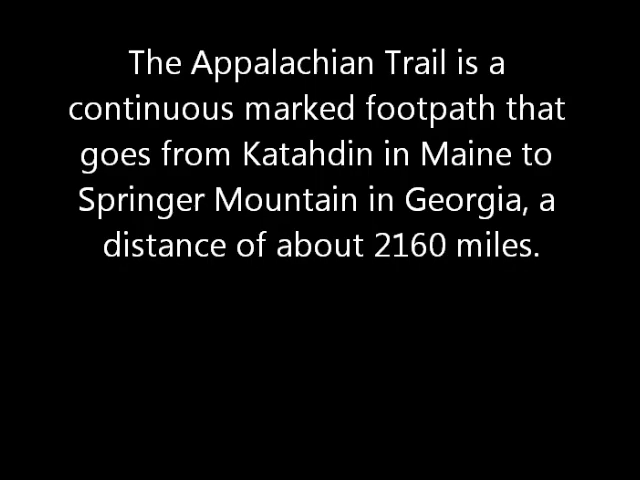 The Appalachian Trail is a
continuous marked footpath that
goes from Katahdin in Maine to
Springer Mountain in Georgia, a
distance of about 2160 miles.